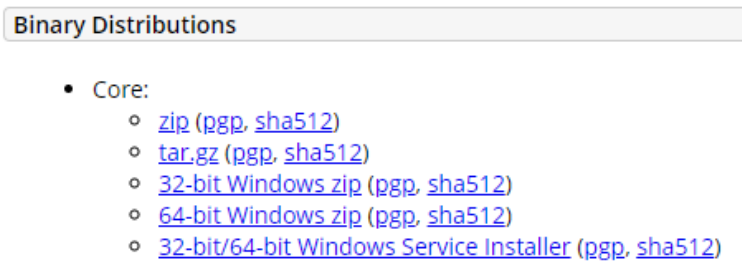 Binary Distributions
• Core:
○ zip (pgp, sha512)
○ tar.gz (pgp, sha512)
○ 32-bit Windows zip (pgp, sha512)
○ 64-bit Windows zip (pgp, sha512)
○ 32-bit/64-bit Windows Service Installer (pgp, sha512)